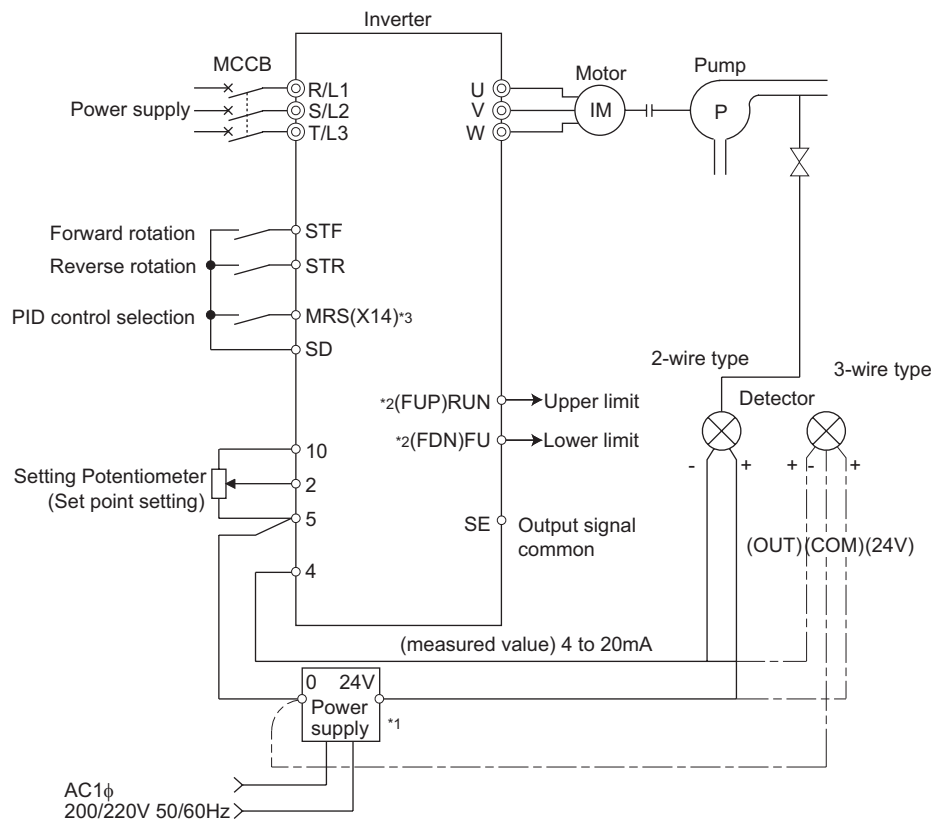 Inverter
MCCB
R/L1
Power supply
S/L2
T/L3
U
V
W
Motor
IM
Pump
P
Forward rotation
STF
Reverse rotation
STR
PID control selection
MRS(X14)*3
SD
2-wire type
3-wire type
*2(FUP)RUN
Upper limit
Detector
*2(FDN)FU
Lower limit
- +
+ - +
10
Setting Potentiometer
(Set point setting)
2
5
SE
Output signal
common
(OUT)(COM)(24V)
4
(measured value) 4 to 20mA
0 24V
Power
supply
*1
AC1ϕ
200/220V 50/60Hz